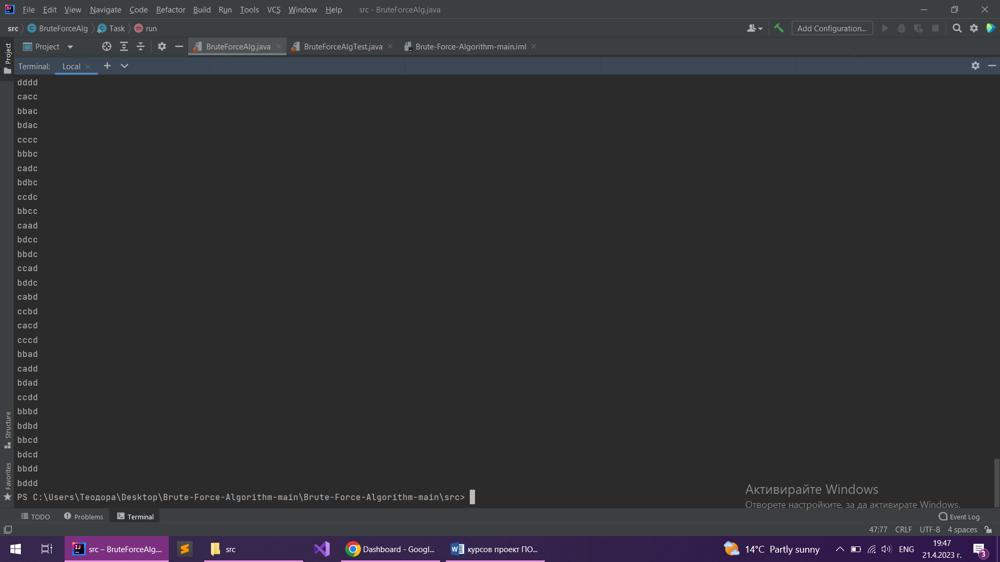 File Edit View Navigate Code Refactor Build Run Tools VCS Window Help src - BruteForceAlg.java
src BruteForceAlg Task run Add Configuration...
Project BruteForceAlg.java BruteForceAlgTest.java Brute-Force-Algorithm-main.iml
Project
Terminal: Local
dddd
cacc
bbac
bdac
cccc
bbbc
cadc
bdbc
ccdc
bbcc
caad
bdcc
bbdc
ccad
bddc
cabd
ccbd
cacd
cccd
bbad
cadd
bdad
ccdd
bbbd
bdbd
bbcd
bdcd
bbdd
bddd
PS C:\Users\Теодора\Desktop\Brute-Force-Algorithm-main\Brute-Force-Algorithm-main\src>
Structure
Favorites
Активирайте Windows
Отворете настройките, за да активирате Windows.
TODO Problems Terminal Event Log
47:77 CRLF UTF-8 4 spaces
src – BruteForceAlg.... src Dashboard - Googl... курсов проект ПО... 14°C Partly sunny ENG 19:47
21.4.2023 г. 3